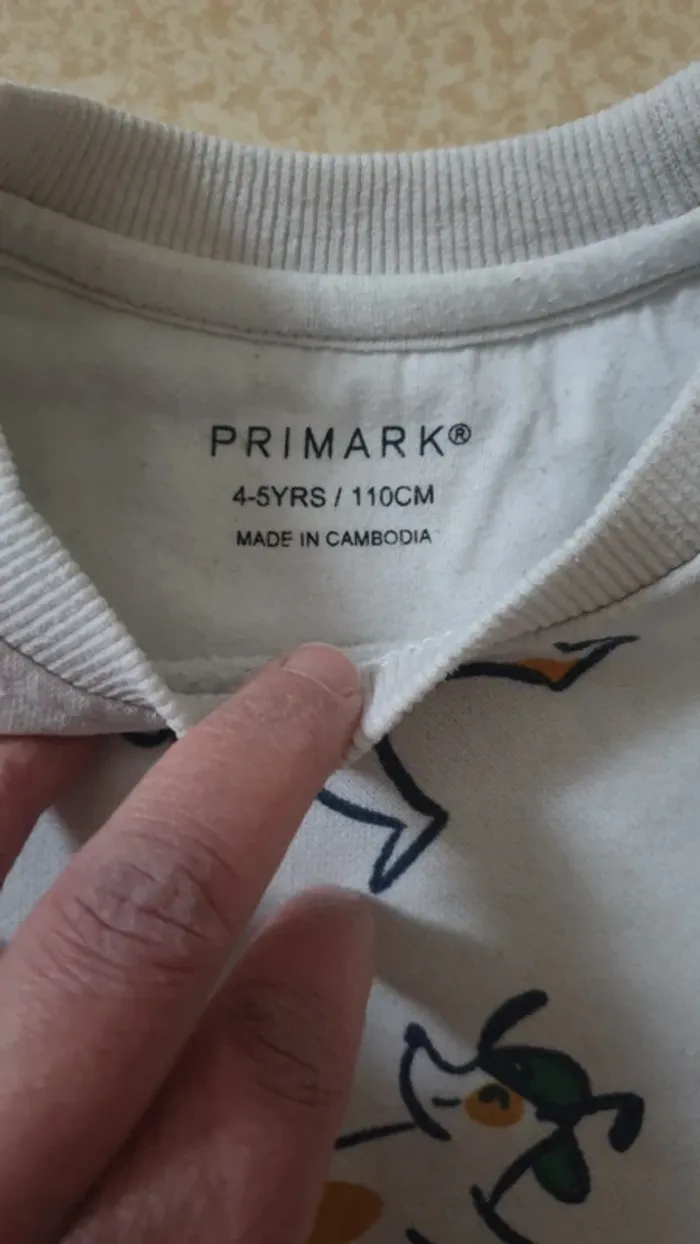 PRIMARK®
4-5YRS / 110CM
MADE IN CAMBODIA